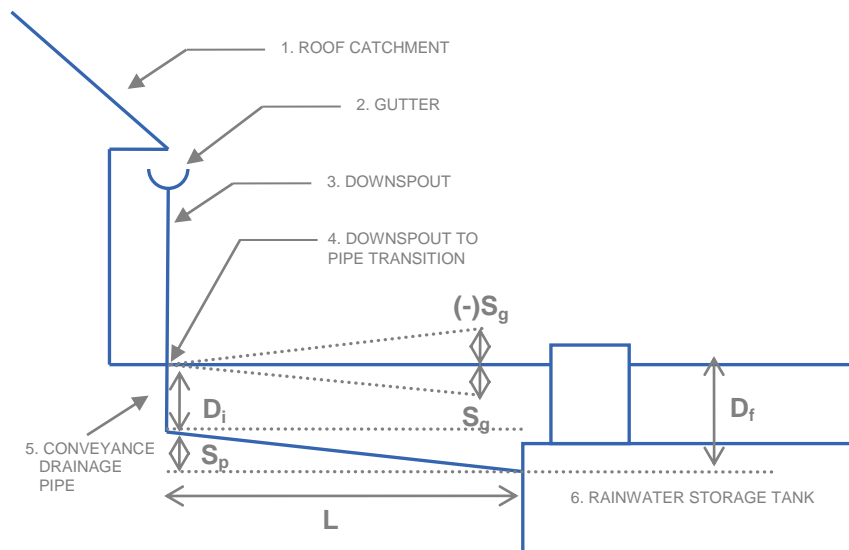 1. ROOF CATCHMENT
2. GUTTER
3. DOWNSPOUT
4. DOWNSPOUT TO
PIPE TRANSITION
(-)Sg
Di
Sg
Df
5. CONVEYANCE
DRAINAGE
PIPE
Sp
6. RAINWATER STORAGE TANK
L